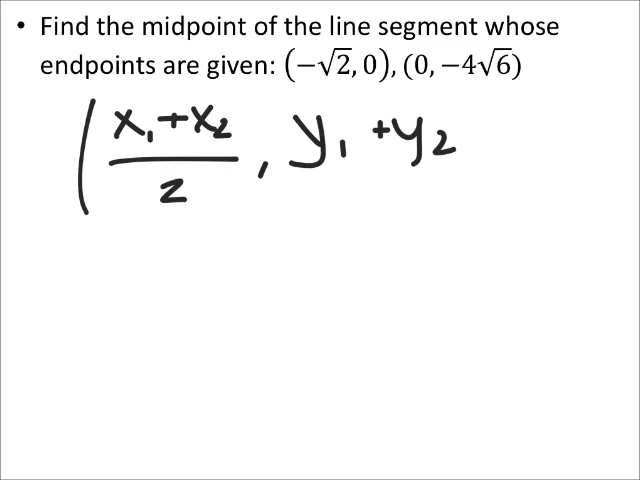 • Find the midpoint of the line segment whose
endpoints are given: (−√2, 0), (0, −4√6)
( x₁+x₂ / 2 , y₁ +y₂